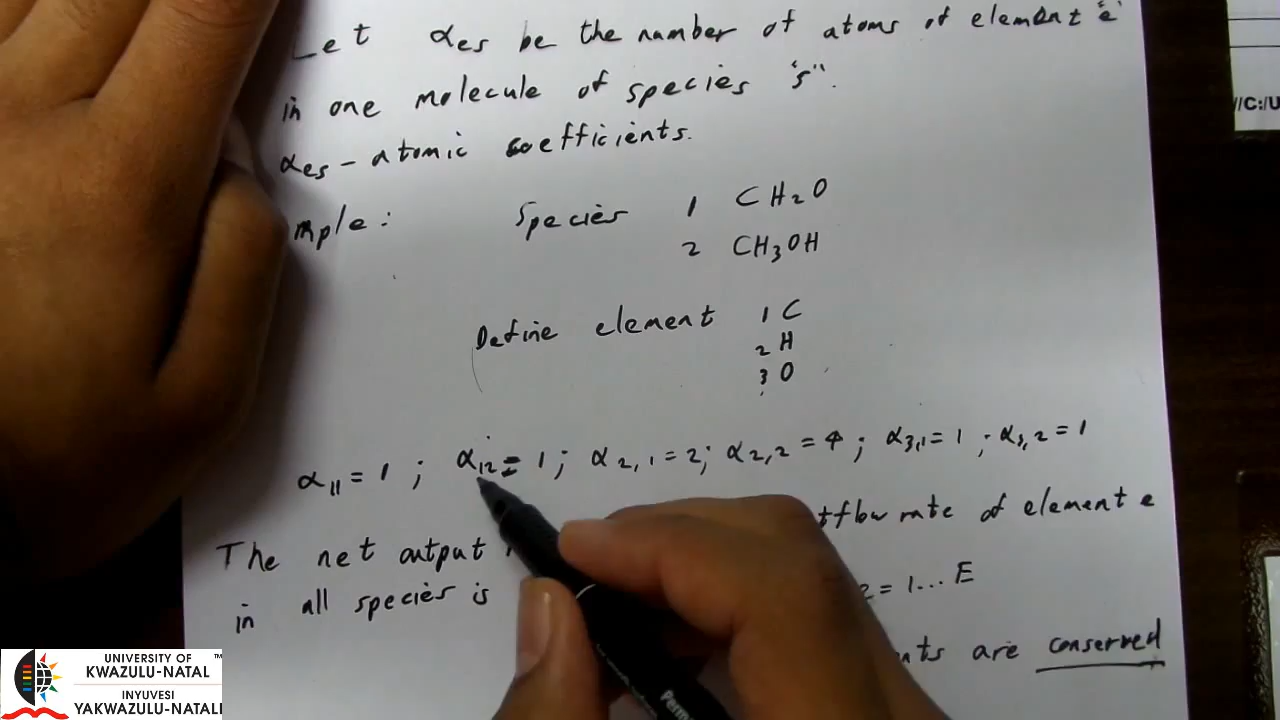 Let αes be the number of atoms of element "e"
in one molecule of species "s".
αes - atomic coefficients.
mple: Species 1 CH2O
2 CH3OH
Define element 1 C
2 H
3 O
α11 = 1 ; α12 = 1 ; α2,1 = 2; α2,2 = 4 ; α3,1 = 1 ; α3,2 = 1
The net output tflow rate of element e
in all species is = 1... E
nts are conserved
//C:/U
Perma
UNIVERSITY OF
KWAZULU-NATAL
INYUVESI
YAKWAZULU-NATALI